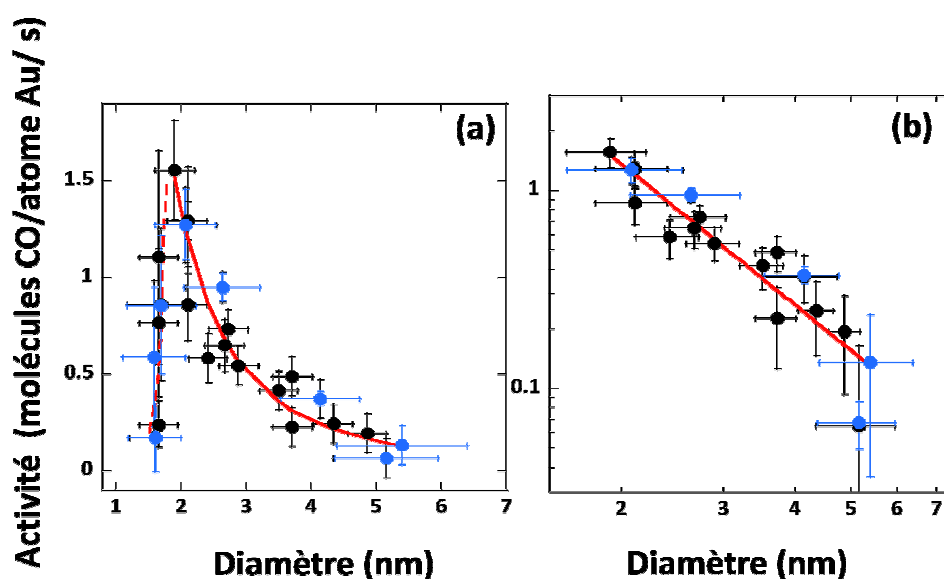 Activité (molécules CO/atome Au/ s)
(a)
1.5
1
0.5
0
1 2 3 4 5 6 7
Diamètre (nm)
(b)
1
0.1
2 3 4 5 6 7
Diamètre (nm)